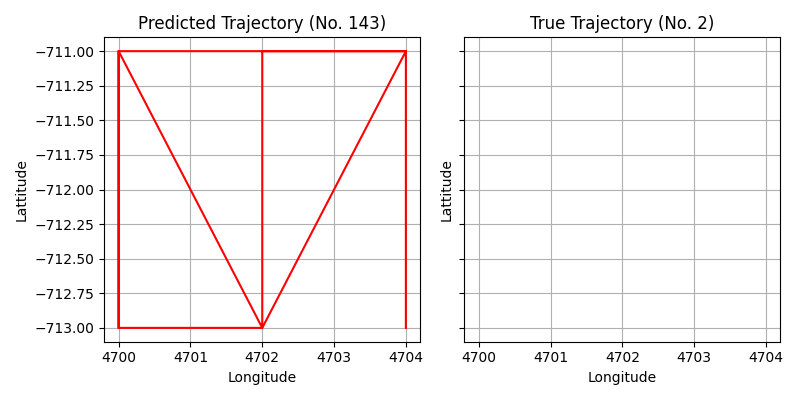 Predicted Trajectory (No. 143)
−711.00
−711.25
−711.50
−711.75
−712.00
−712.25
−712.50
−712.75
−713.00
Lattitude
4700 4701 4702 4703 4704
Longitude
True Trajectory (No. 2)
Lattitude
4700 4701 4702 4703 4704
Longitude